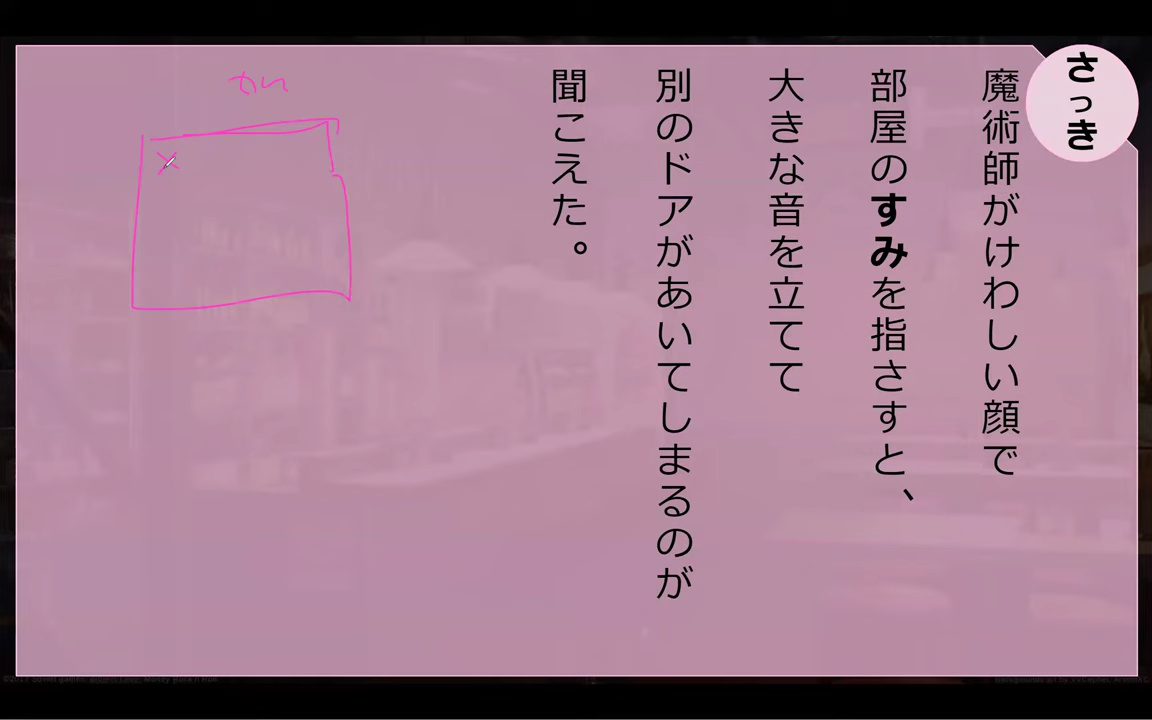 さっき
魔術師がけわしい顔で
部屋のすみを指さすと、
大きな音を立てて
別のドアがあいてしまるのが
聞こえた。